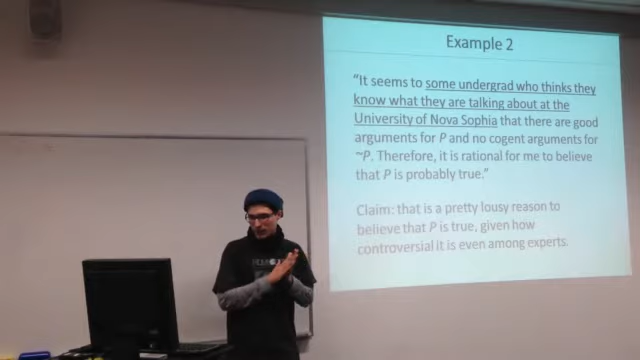 Example 2
"It seems to some undergrad who thinks they
know what they are talking about at the
University of Nova Sophia that there are good
arguments for P and no cogent arguments for
~P. Therefore, it is rational for me to believe
that P is probably true."
Claim: that is a pretty lousy reason to
believe that P is true, given how
controversial it is even among experts.